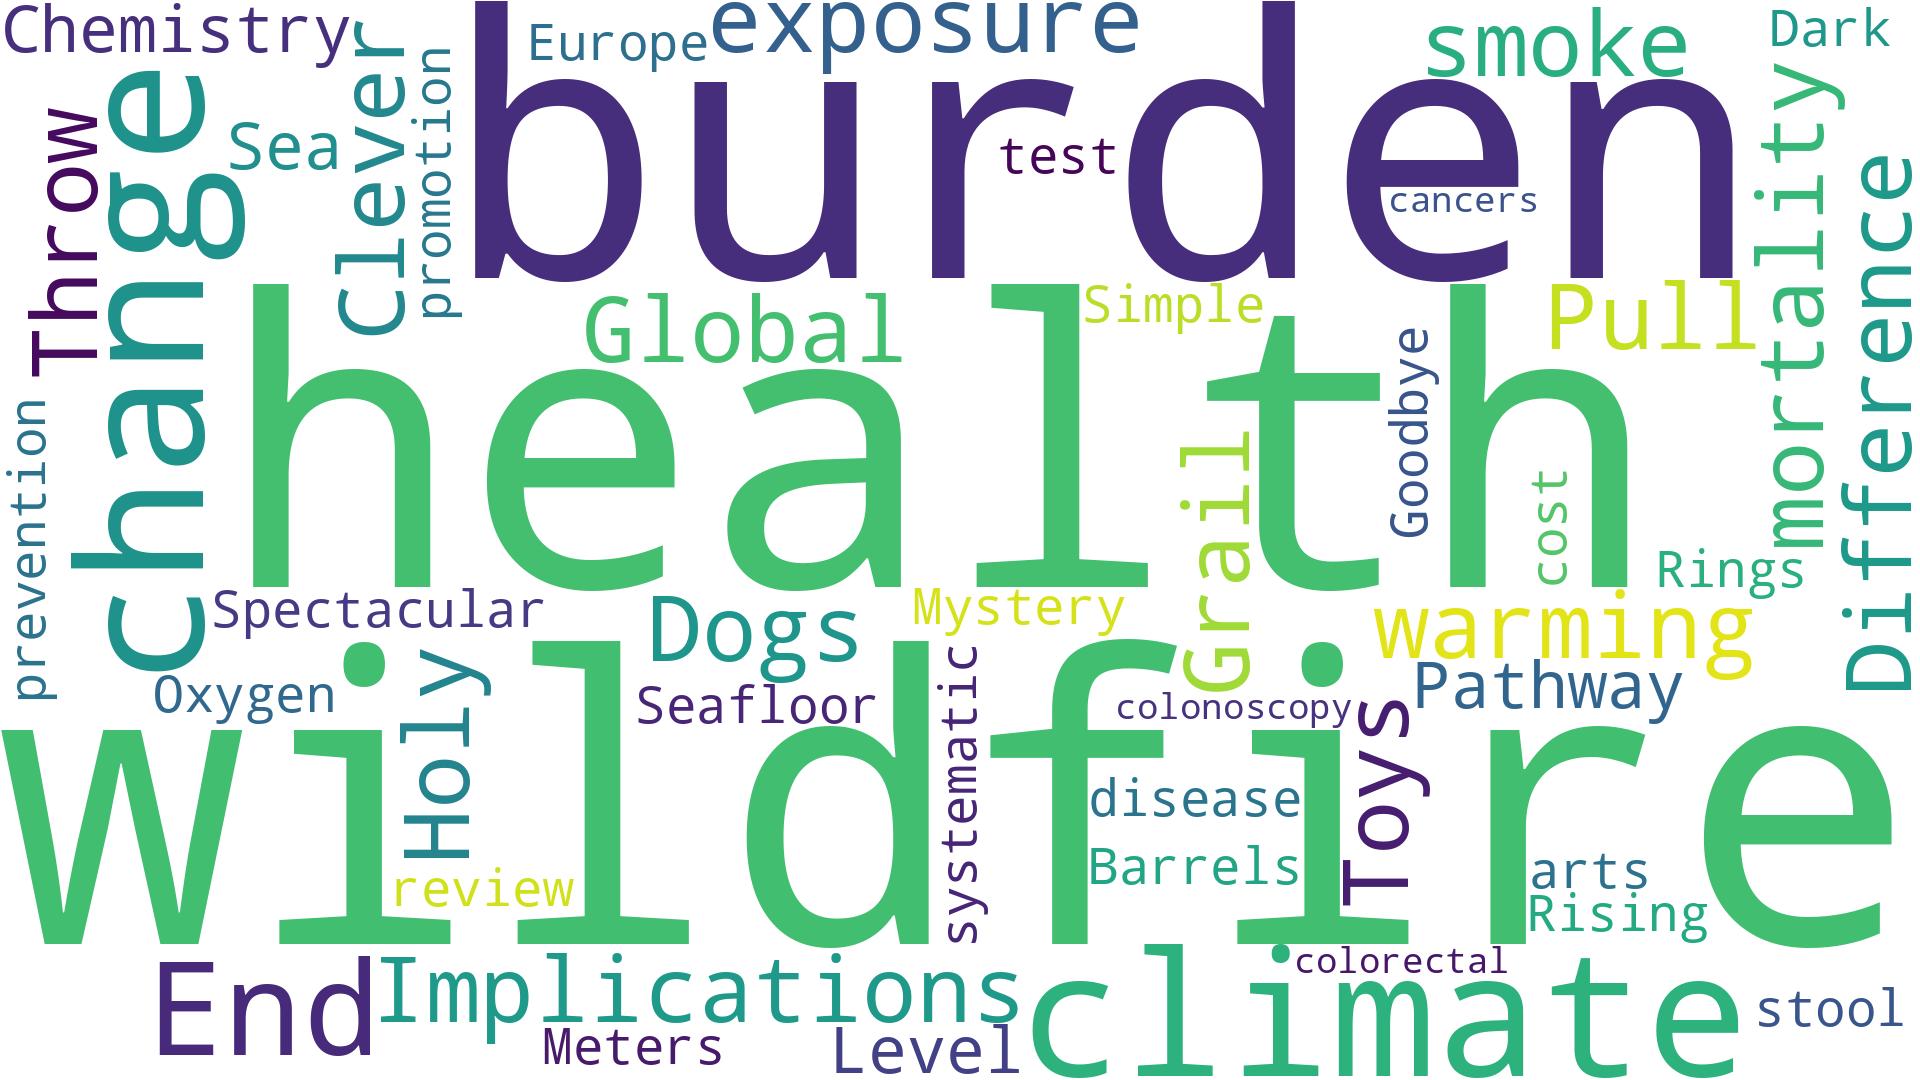 Chemistry
Europe
exposure
smoke
Dark
burden
Clever
promotion
change
Throw
Sea
test
cancers
mortality
Difference
health
Global
Simple
Pull
Goodbye
Grail
cost
Rings
prevention
Spectacular
Dogs
Mystery
warming
Pathway
Oxygen
Holy
Seafloor
systematic
colonoscopy
Toys
wildfire
disease
Barrels
review
arts
Rising
End
Implications
colorectal
climate
stool
Meters
Level